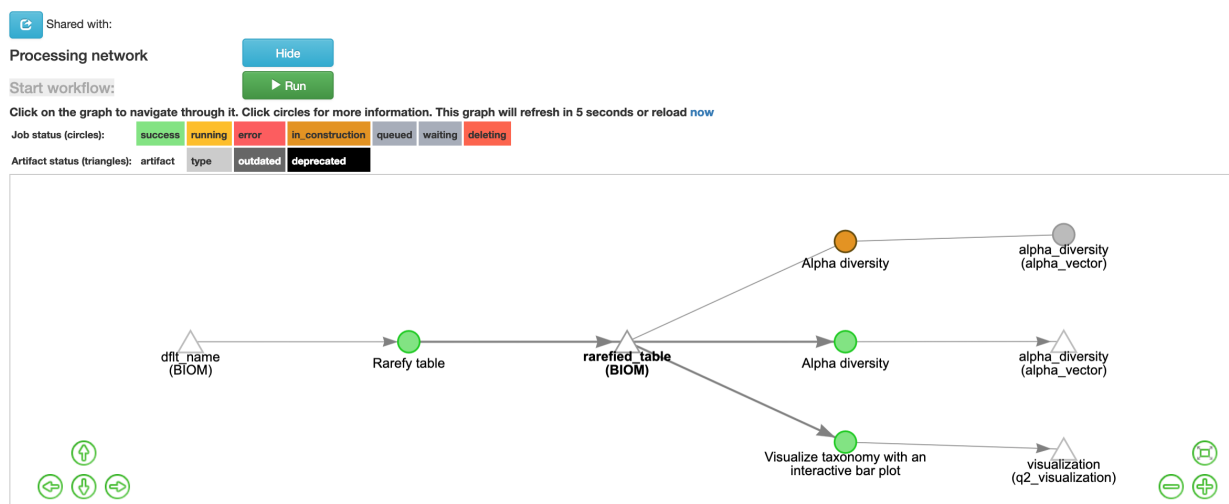 Shared with:
Processing network
Hide
Start workflow:
Run
Click on the graph to navigate through it. Click circles for more information. This graph will refresh in 5 seconds or reload now
Job status (circles): success running error in_construction queued waiting deleting
Artifact status (triangles): artifact type outdated deprecated
Alpha diversity
alpha_diversity
(alpha_vector)
dflt_name
(BIOM)
Rarefy table
rarefied_table
(BIOM)
Alpha diversity
alpha_diversity
(alpha_vector)
Visualize taxonomy with an
interactive bar plot
visualization
(q2_visualization)